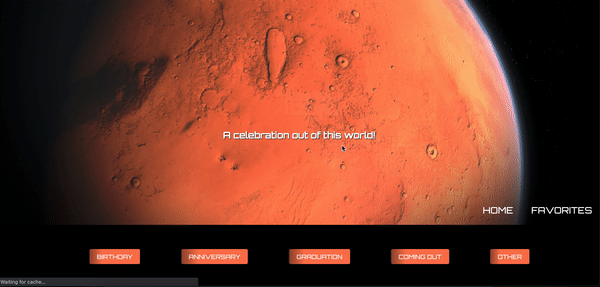 A celebration out of this world!
HOME FAVORITES
BIRTHDAY ANNIVERSARY GRADUATION COMING OUT OTHER
Waiting for cache...